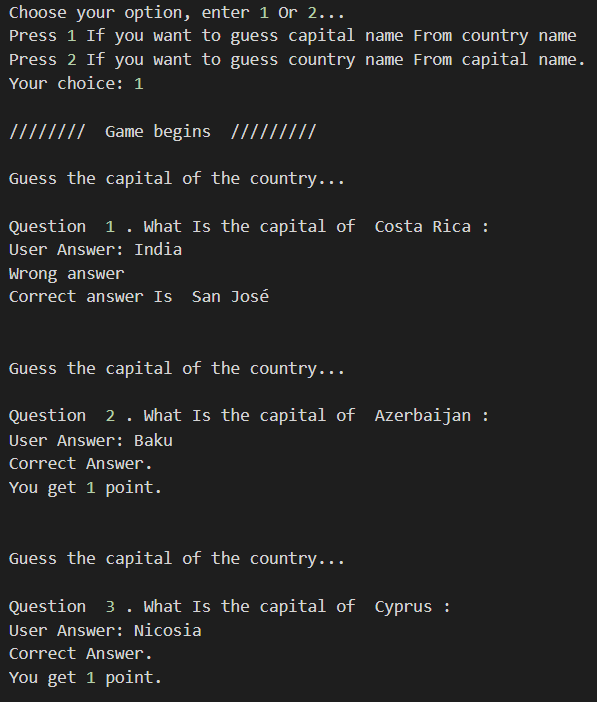 Choose your option, enter 1 Or 2...
Press 1 If you want to guess capital name From country name
Press 2 If you want to guess country name From capital name.
Your choice: 1
////////  Game begins  /////////
Guess the capital of the country...
Question  1 . What Is the capital of  Costa Rica :
User Answer: India
Wrong answer
Correct answer Is  San José
Guess the capital of the country...
Question  2 . What Is the capital of  Azerbaijan :
User Answer: Baku
Correct Answer.
You get 1 point.
Guess the capital of the country...
Question  3 . What Is the capital of  Cyprus :
User Answer: Nicosia
Correct Answer.
You get 1 point.